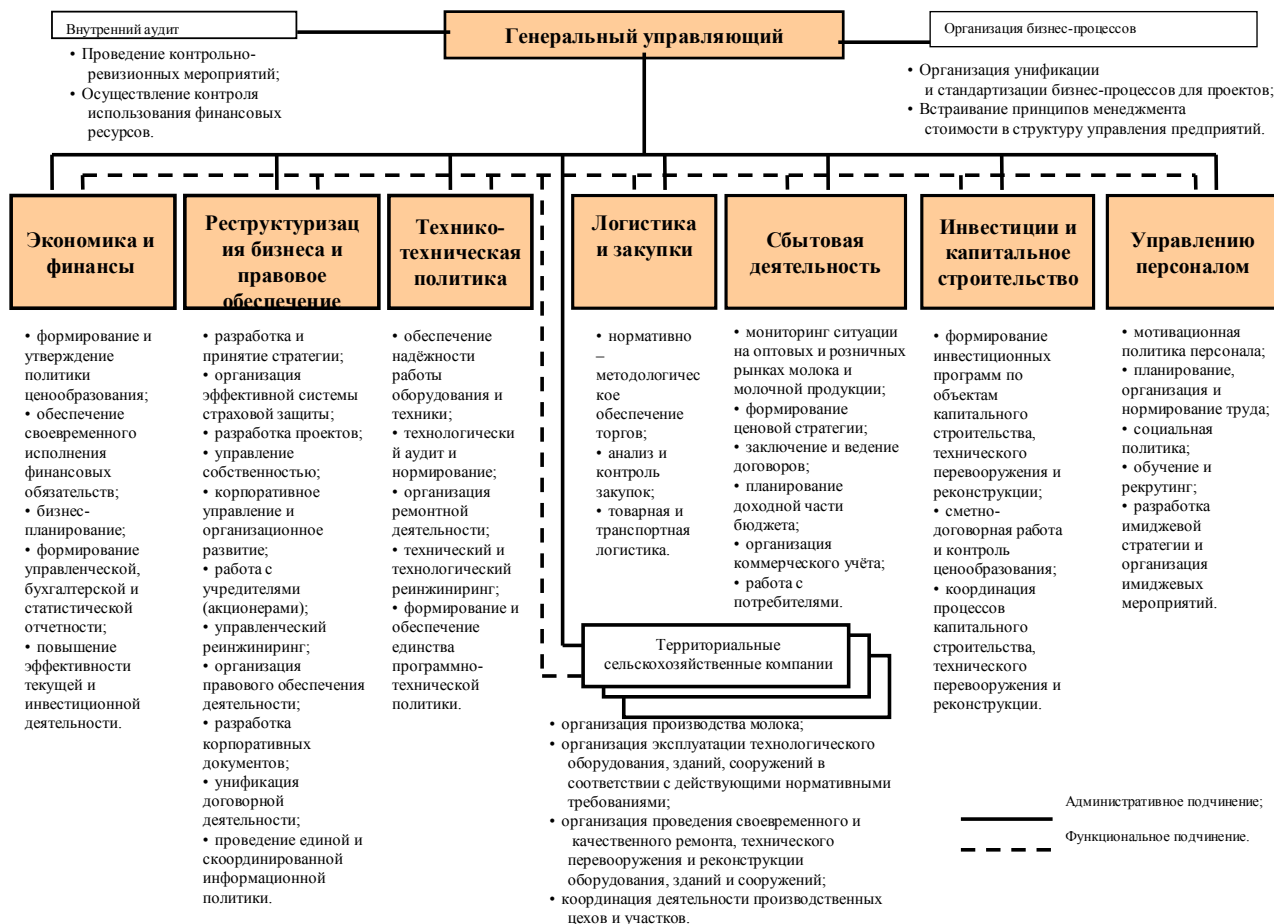 Внутренний аудит
• Проведение контрольно-
ревизионных мероприятий;
• Осуществление контроля
использования финансовых
ресурсов.
Генеральный управляющий
Организация бизнес-процессов
• Организация унификации
и стандартизации бизнес-процессов для проектов;
• Встраивание принципов менеджмента
стоимости в структуру управления предприятий.
Экономика и
финансы
• формирование и
утверждение
политики
ценообразования;
• обеспечение
своевременного
исполнения
финансовых
обязательств;
• бизнес-
планирование;
• формирование
управленческой,
бухгалтерской и
статистической
отчетности;
• повышение
эффективности
текущей и
инвестиционной
деятельности.
Реструктуризац
ия бизнеса и
правовое
обеспечение
• разработка и
принятие стратегии;
• организация
эффективной системы
страховой защиты;
• разработка проектов;
• управление
собственностью;
• корпоративное
управление и
организационное
развитие;
• работа с
учредителями
(акционерами);
• управленческий
реинжиниринг;
• организация
правового обеспечения
деятельности;
• разработка
корпоративных
документов;
• унификация
договорной
деятельности;
• проведение единой и
скоординированной
информационной
политики.
Технико-
техническая
политика
• обеспечение
надёжности
работы
оборудования и
техники;
• технологически
й аудит и
нормирование;
• организация
ремонтной
деятельности;
• технический и
технологический
реинжиниринг;
• формирование и
обеспечение
единства
программно-
технической
политики.
Логистика
и закупки
• нормативно
–
методологичес
кое
обеспечение
торгов;
• анализ и
контроль
закупок;
• товарная и
транспортная
логистика.
Сбытовая
деятельность
• мониторинг ситуации
на оптовых и розничных
рынках молока и
молочной продукции;
• формирование
ценовой стратегии;
• заключение и ведение
договоров;
• планирование
доходной части
бюджета;
• организация
коммерческого учёта;
• работа с
потребителями.
Инвестиции и
капитальное
строительство
• формирование
инвестиционных
программ по
объектам
капитального
строительства,
технического
перевооружения и
реконструкции;
• сметно-
договорная работа
и контроль
ценообразования;
• координация
процессов
капитального
строительства,
технического
перевооружения и
реконструкции.
Управлению
персоналом
• мотивационная
политика персонала;
• планирование,
организация и
нормирование труда;
• социальная
политика;
• обучение и
рекрутинг;
• разработка
имиджевой
стратегии и
организация
имиджевых
мероприятий.
Территориальные
сельскохозяйственные компании
• организация производства молока;
• организация эксплуатации технологического
оборудования, зданий, сооружений в
соответствии с действующими нормативными
требованиями;
• организация проведения своевременного и
качественного ремонта, технического
перевооружения и реконструкции
оборудования, зданий и сооружений;
• координация деятельности производственных
цехов и участков.
Административное подчинение;
Функциональное подчинение.